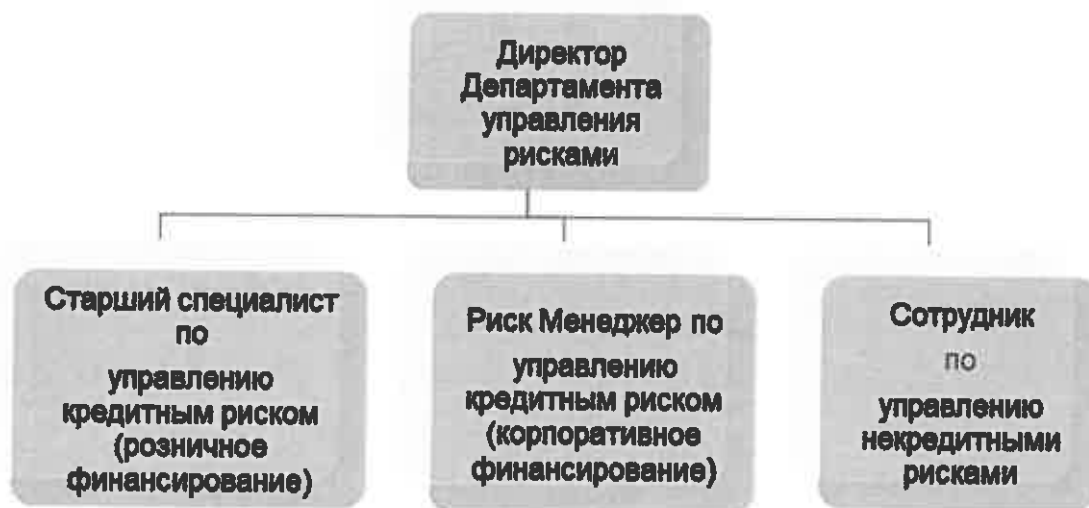 Директор
Департамента
управления
рисками
Старший специалист
по
управлению
кредитным риском
(розничное
финансирование)
Риск Менеджер по
управлению
кредитным риском
(корпоративное
финансирование)
Сотрудник
по
управлению
некредитными
рисками